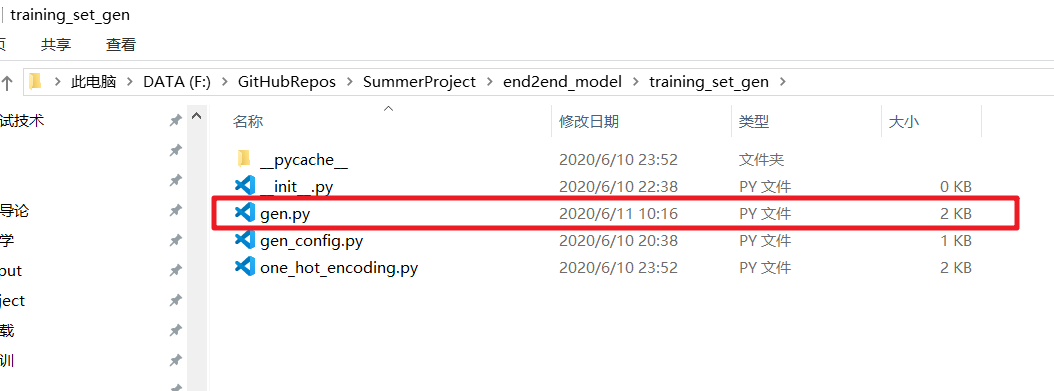 training_set_gen
共享 查看
此电脑 DATA (F:) GitHubRepos SummerProject end2end_model training_set_gen
名称 修改日期 类型 大小
试技术
__pycache__ 2020/6/10 23:52 文件夹
__init__.py 2020/6/10 22:38 PY 文件 0 KB
导论
gen.py 2020/6/11 10:16 PY 文件 2 KB
学
gen_config.py 2020/6/10 20:38 PY 文件 1 KB
put
one_hot_encoding.py 2020/6/10 23:52 PY 文件 2 KB
ject
载
训